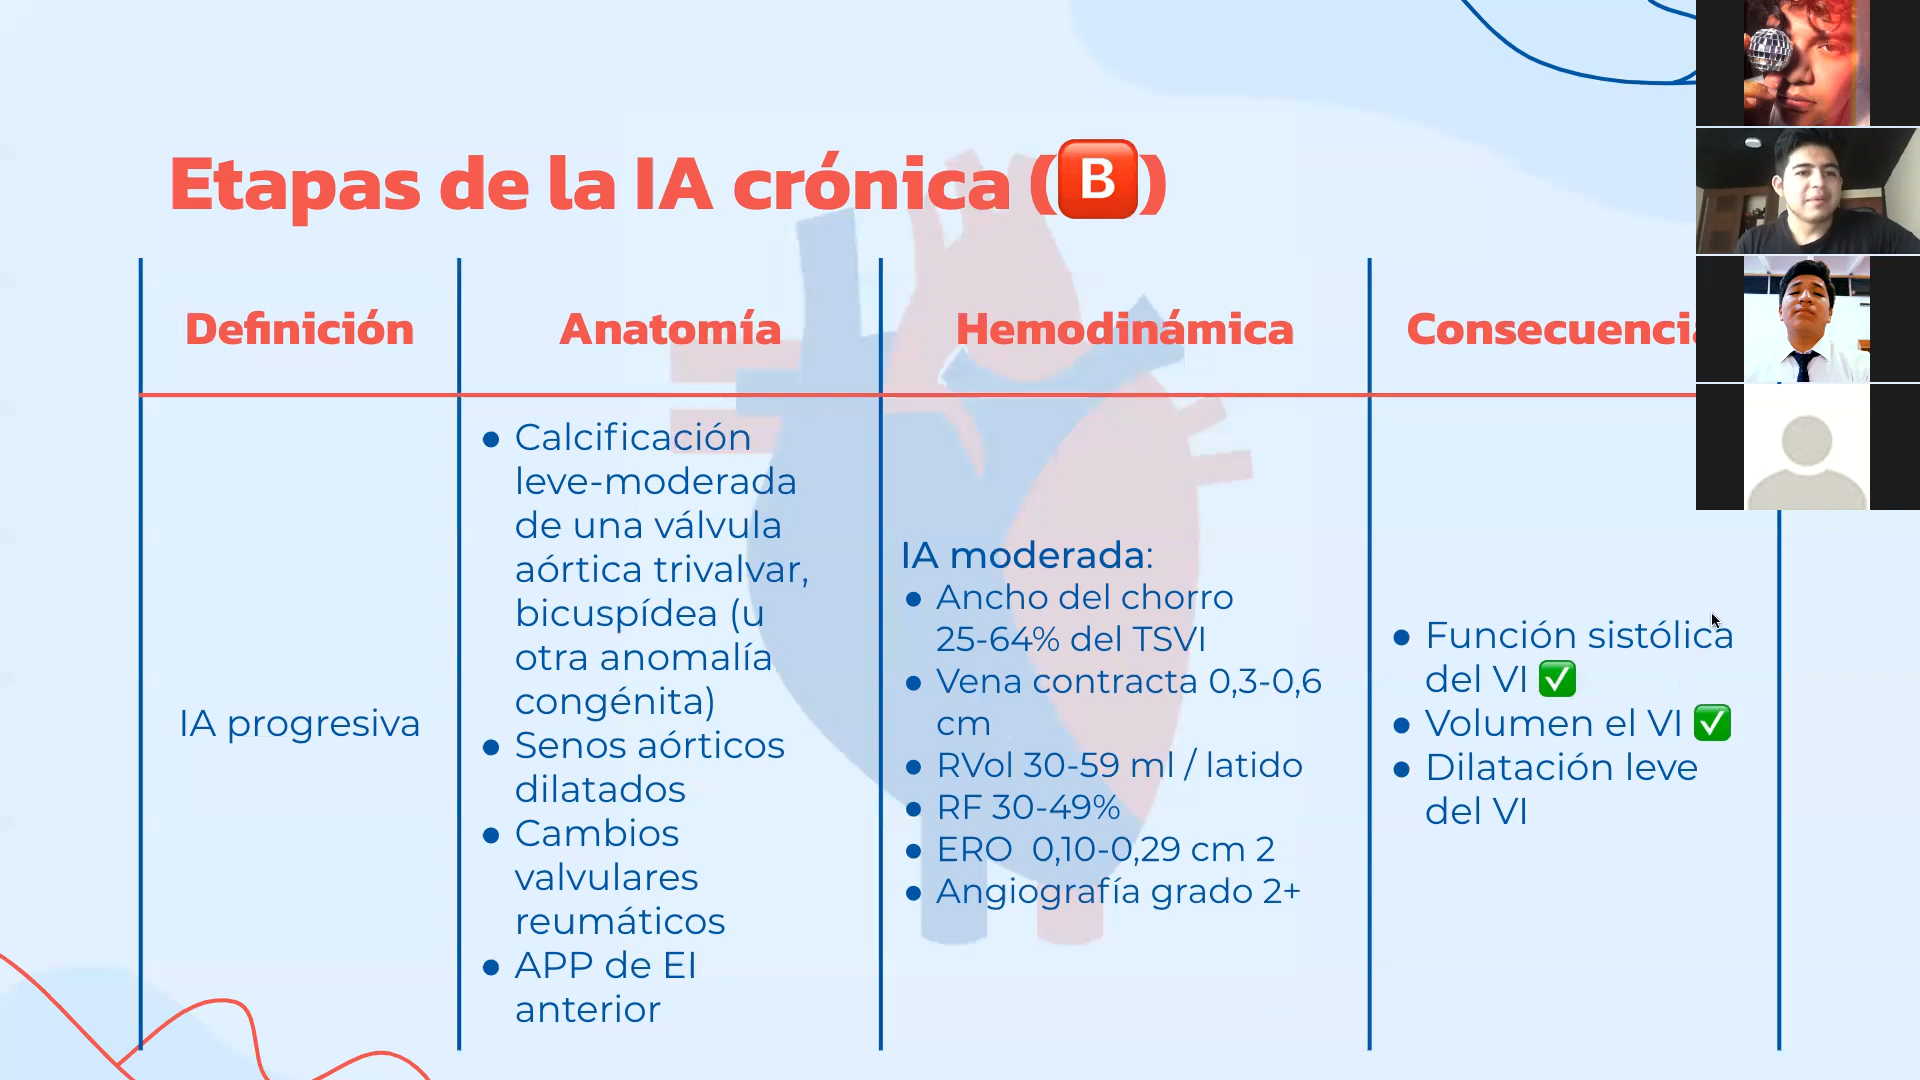 Etapas de la IA crónica (🅱)
Definición
Anatomía
Hemodinámica
Consecuencia
IA progresiva
● Calcificación
leve-moderada
de una válvula
aórtica trivalvar,
bicuspídea (u
otra anomalía
congénita)
● Senos aórticos
dilatados
● Cambios
valvulares
reumáticos
● APP de EI
anterior
IA moderada:
● Ancho del chorro
25-64% del TSVI
● Vena contracta 0,3-0,6
cm
● RVol 30-59 ml / latido
● RF 30-49%
● ERO 0,10-0,29 cm 2
● Angiografía grado 2+
● Función sistólica
del VI ✅
● Volumen el VI ✅
● Dilatación leve
del VI